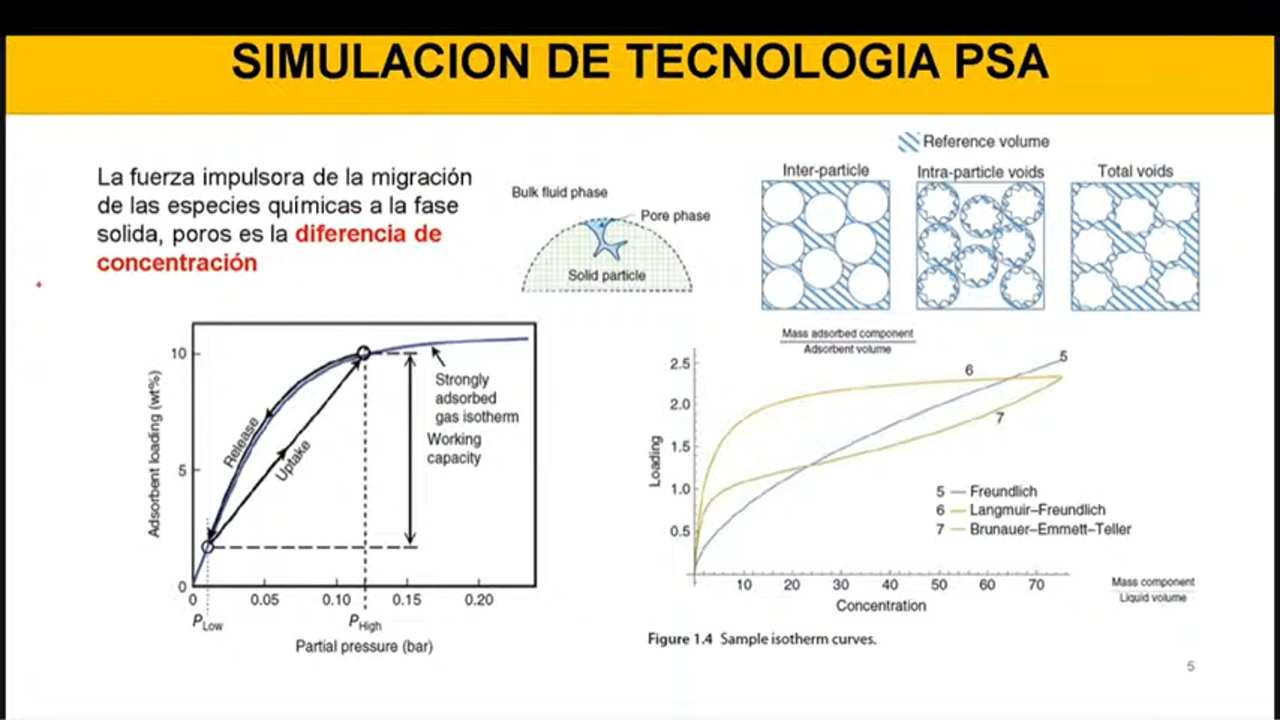 SIMULACION DE TECNOLOGIA PSA
La fuerza impulsora de la migración
de las especies químicas a la fase
solida, poros es la diferencia de
concentración
Bulk fluid phase
Pore phase
Solid particle
Reference volume
Inter-particle
Intra-particle voids
Total voids
Adsorbent loading (wt%)
10
5
0
0
0.05
0.10
0.15
0.20
P Low
P High
Partial pressure (bar)
Release
Uptake
Strongly
adsorbed
gas isotherm
Working
capacity
Mass adsorbed component
Adsorbent volume
Loading
2.5
2.0
1.5
1.0
0.5
10
20
30
40
50
60
70
Concentration
5
6
7
5 — Freundlich
6 — Langmuir–Freundlich
7 — Brunauer–Emmett–Teller
Mass component
Liquid volume
Figure 1.4 Sample isotherm curves.
5